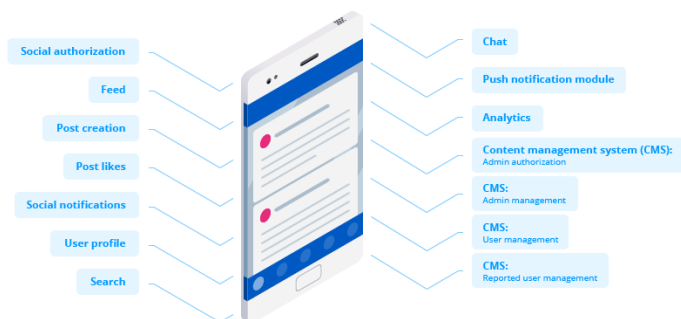 Social authorization
Feed
Post creation
Post likes
Social notifications
User profile
Search
Chat
Push notification module
Analytics
Content management system (CMS):
Admin authorization
CMS:
Admin management
CMS:
User management
CMS:
Reported user management